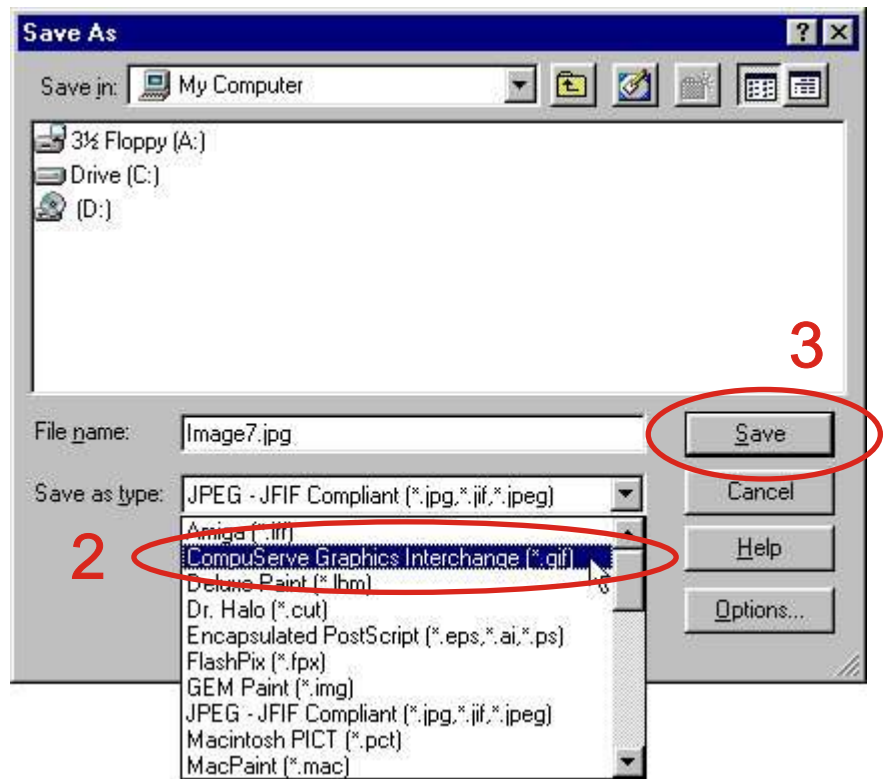 Save As
Save in: My Computer
3½ Floppy (A:)
Drive (C:)
(D:)
3
File name: Image7.jpg Save
Save as type: JPEG - JFIF Compliant (*.jpg,*.jif,*.jpeg) Cancel
Amiga (*.iff)
2 CompuServe Graphics Interchange (*.gif) Help
Deluxe Paint (*.lbm)
Dr. Halo (*.cut) Options...
Encapsulated PostScript (*.eps,*.ai,*.ps)
FlashPix (*.fpx)
GEM Paint (*.img)
JPEG - JFIF Compliant (*.jpg,*.jif,*.jpeg)
Macintosh PICT (*.pct)
MacPaint (*.mac)